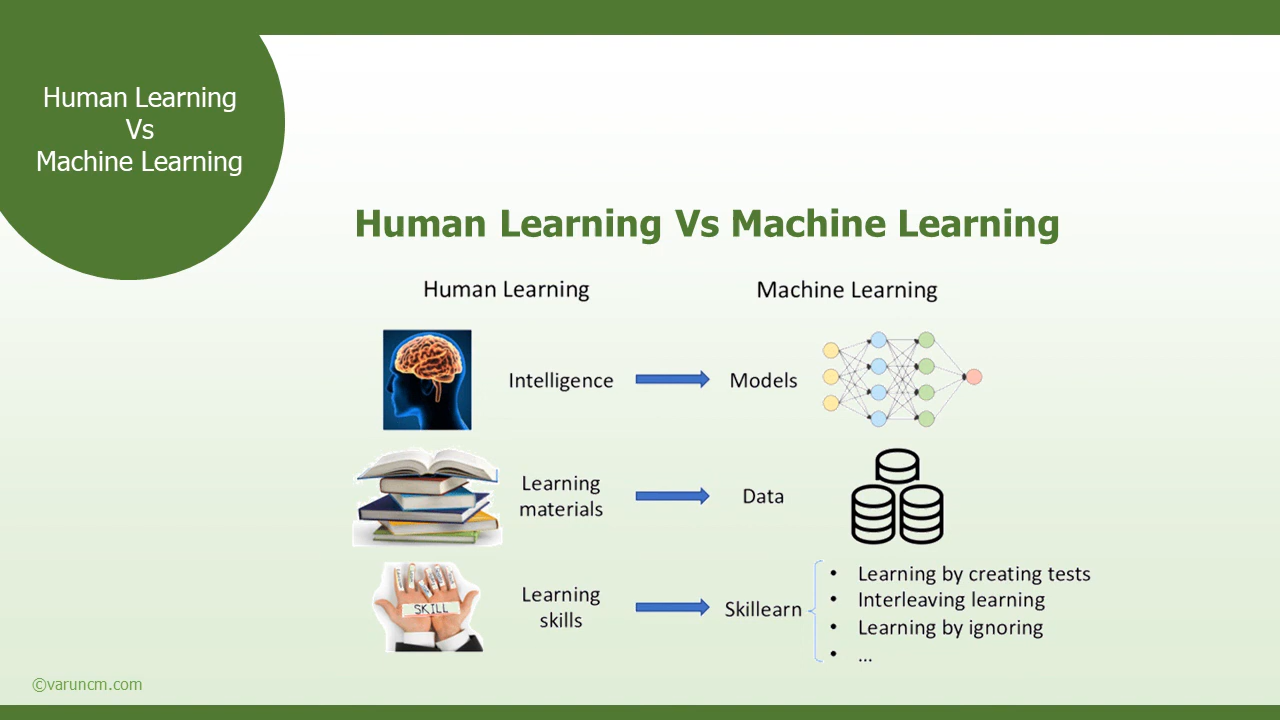 Human Learning
Vs
Machine Learning
Human Learning Vs Machine Learning
Human Learning
Machine Learning
Intelligence
Models
Learning
materials
Data
SKILL
Learning
skills
Skillearn
• Learning by creating tests
• Interleaving learning
• Learning by ignoring
• ...
©varuncm.com